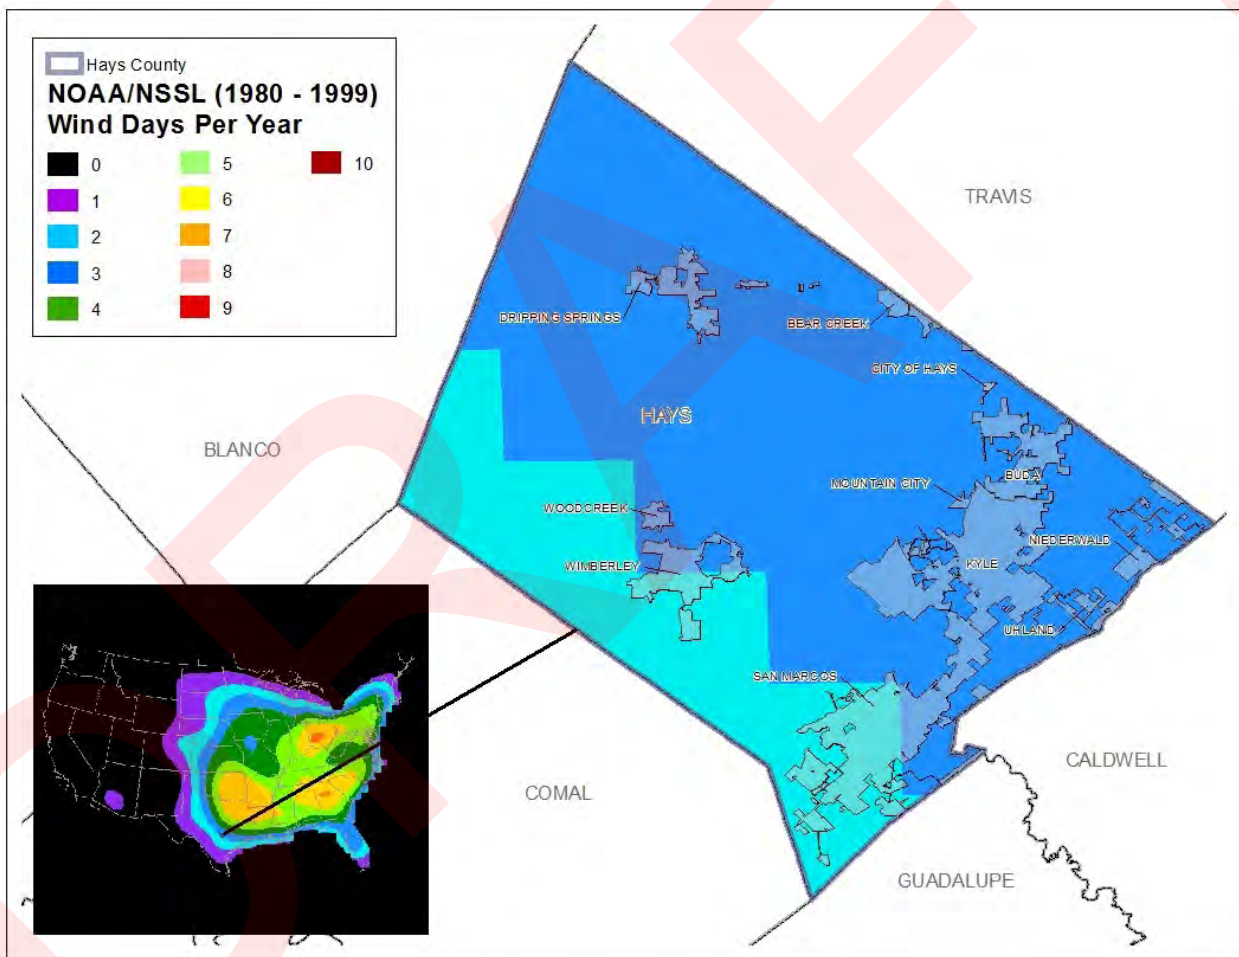 Hays County
NOAA/NSSL (1980 - 1999)
Wind Days Per Year
0
5
10
1
6
2
7
3
8
4
9
TRAVIS
DRIPPING SPRINGS
BEAR CREEK
CITY OF HAYS
HAYS
BLANCO
BUDA
MOUNTAIN CITY
WOODCREEK
NIEDERWALD
WIMBERLEY
KYLE
UHLAND
SAN MARCOS
CALDWELL
COMAL
GUADALUPE
DRAFT